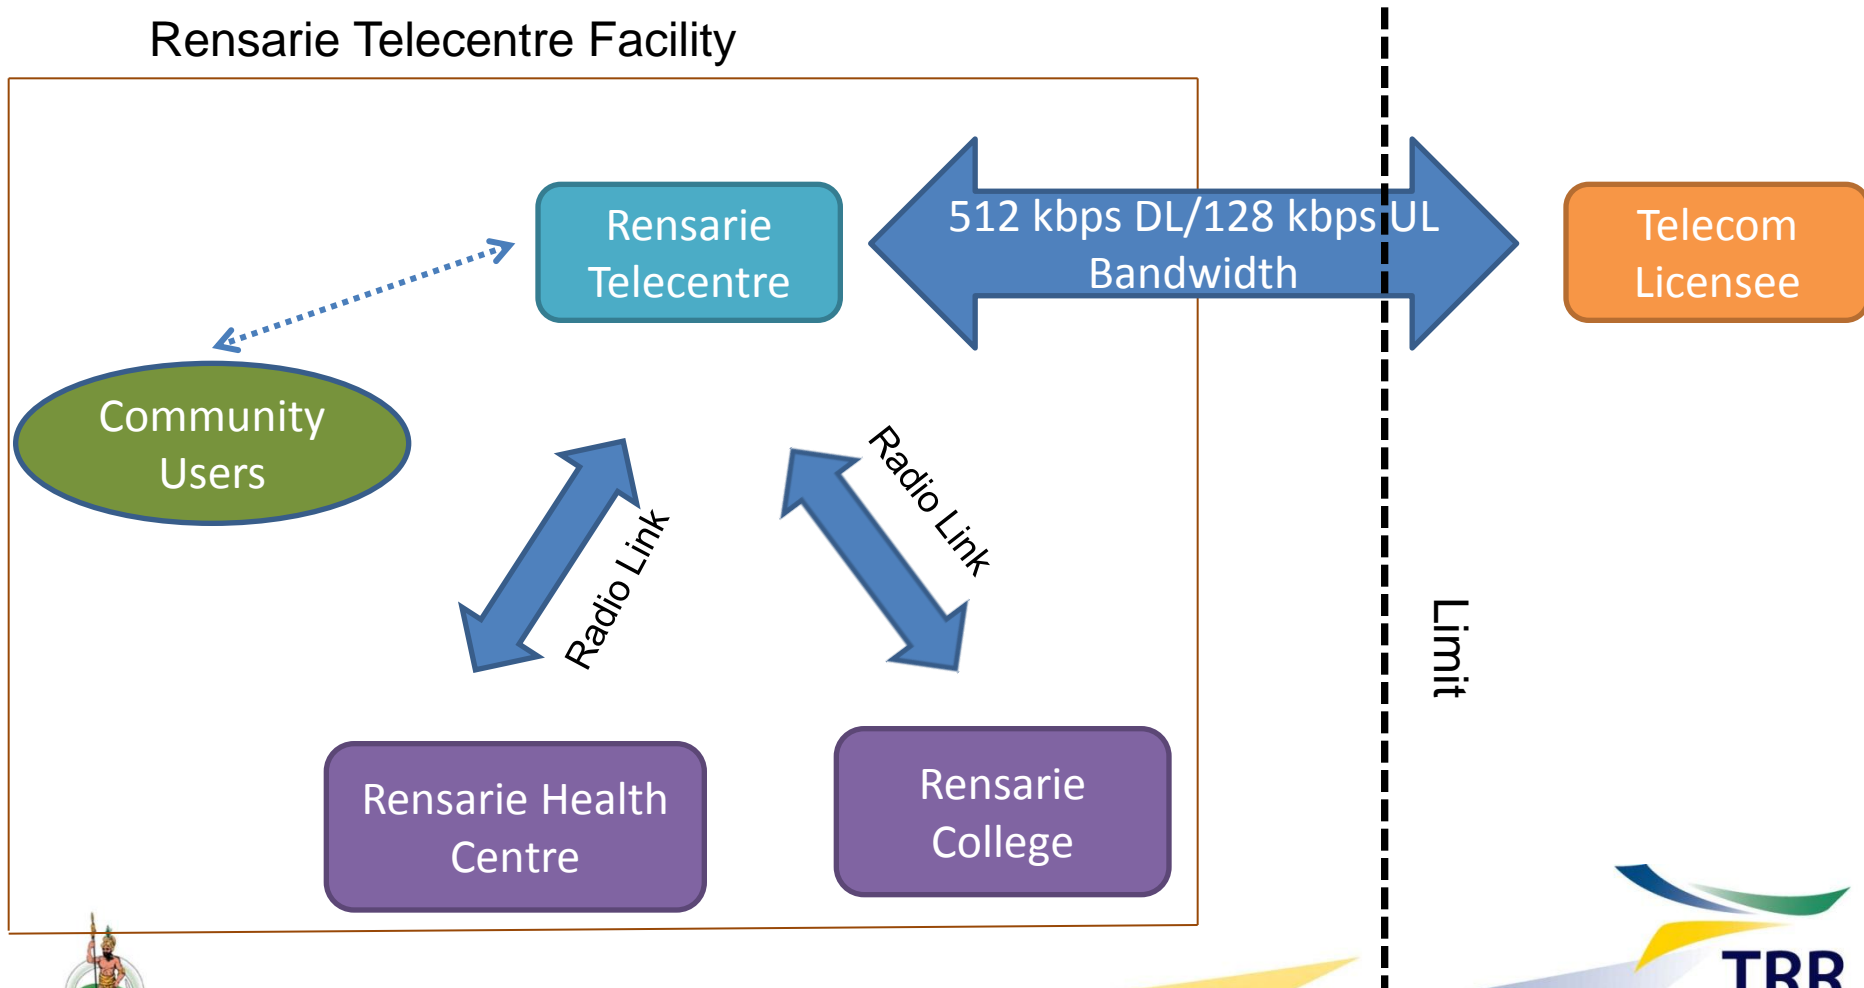 Rensarie Telecentre Facility
Rensarie
Telecentre
512 kbps DL/128 kbps UL
Bandwidth
Telecom
Licensee
Community
Users
Radio Link
Radio Link
Limit
Rensarie Health
Centre
Rensarie
College
TRR